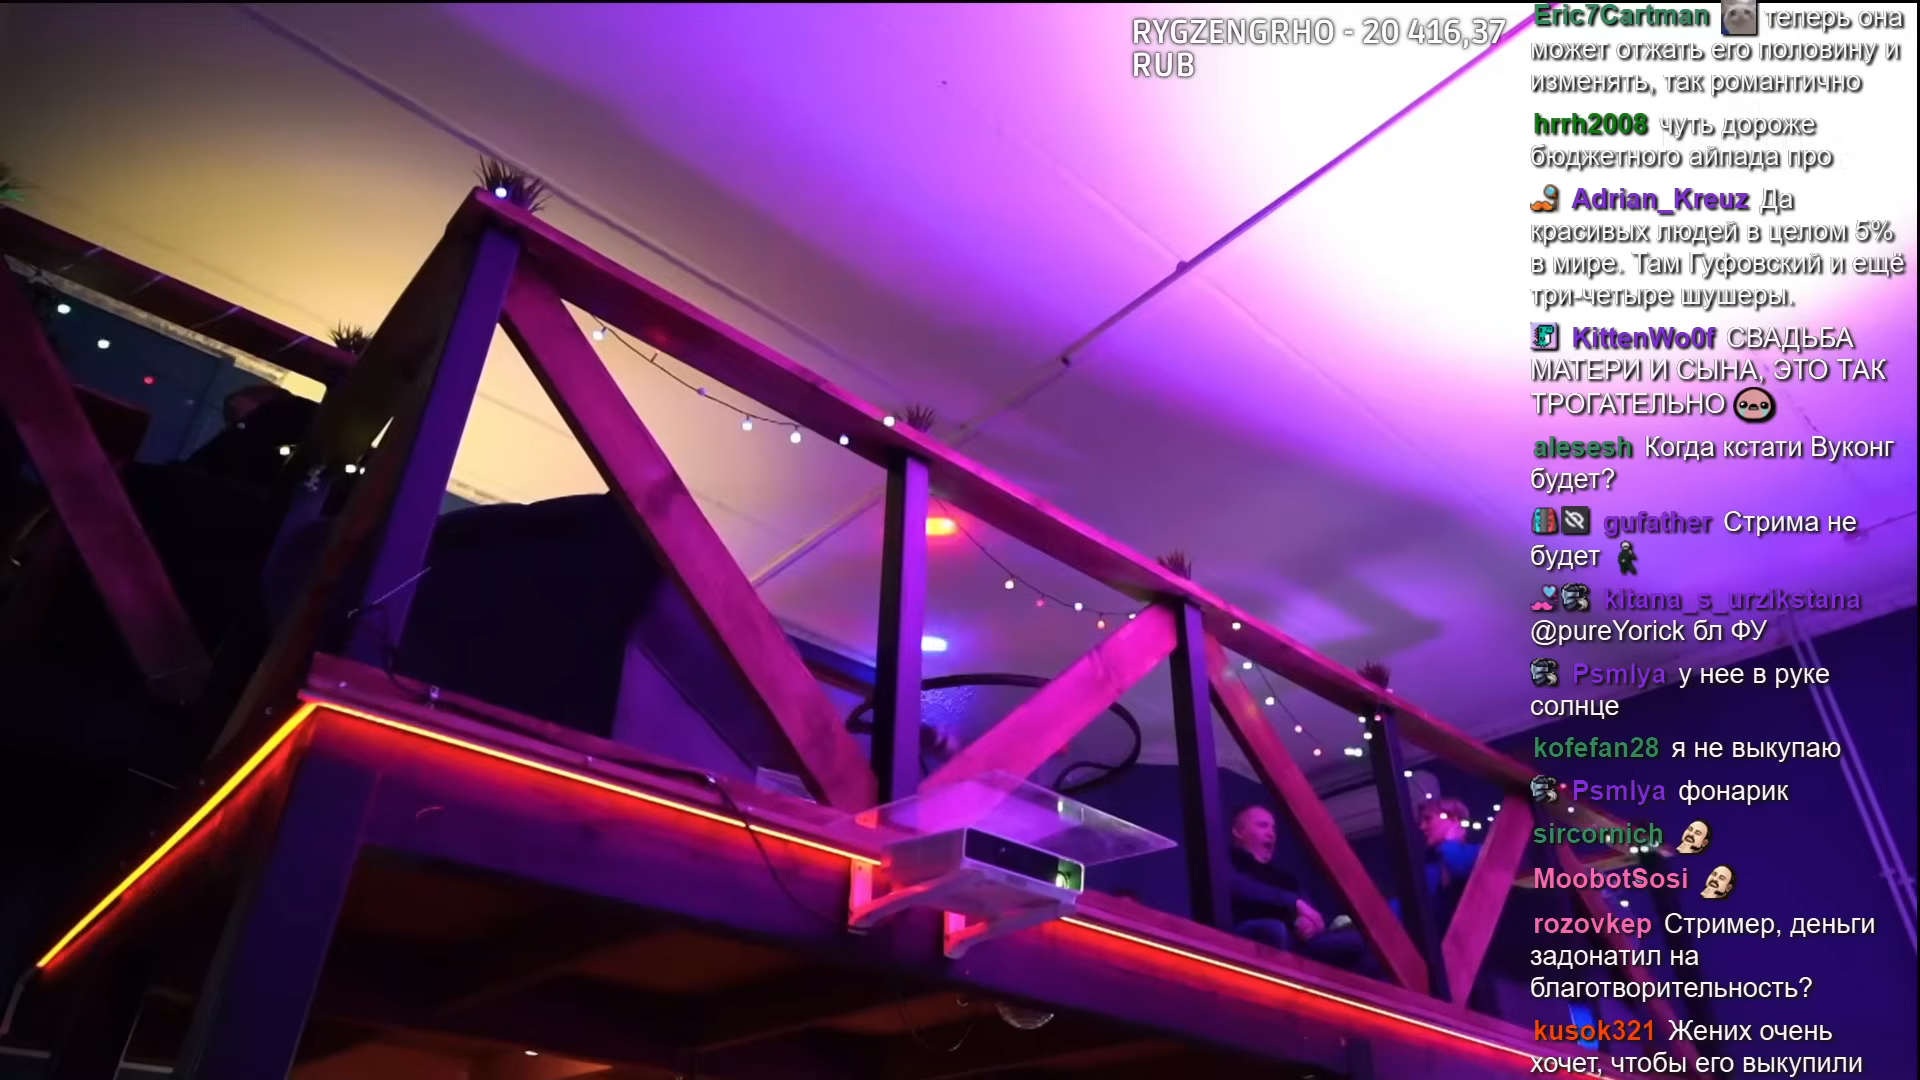 RYGZENGRHO - 20 416,37
RUB
Eric7Cartman теперь она
может отжать его половину и
изменять, так романтично
hrrh2008 чуть дороже
бюджетного айпада про
Adrian_Kreuz Да
красивых людей в целом 5%
в мире. Там Гуфовский и ещё
три-четыре шушеры.
KittenWo0f СВАДЬБА
МАТЕРИ И СЫНА, ЭТО ТАК
ТРОГАТЕЛЬНО
alesesh Когда кстати Вуконг
будет?
gufather Стрима не
будет
kitana_s_urzikstana
@pureYorick бл ФУ
Psmlya у нее в руке
солнце
kofefan28 я не выкупаю
Psmlya фонарик
sircornich
MoobotSosi
rozovkep Стример, деньги
задонатил на
благотворительность?
kusok321 Жених очень
хочет, чтобы его выкупили